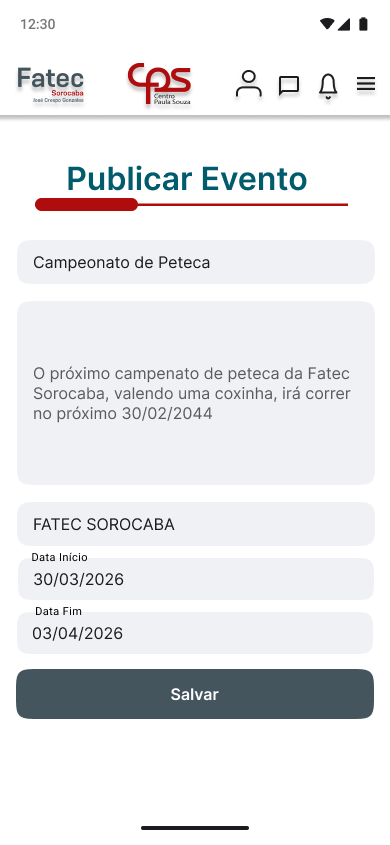 12:30
Fatec
Sorocaba
José Crespo Gonzales
CPS
Centro
Paula Souza
Publicar Evento
Campeonato de Peteca
O próximo campenato de peteca da Fatec
Sorocaba, valendo uma coxinha, irá correr
no próximo 30/02/2044
FATEC SOROCABA
Data Início
30/03/2026
Data Fim
03/04/2026
Salvar